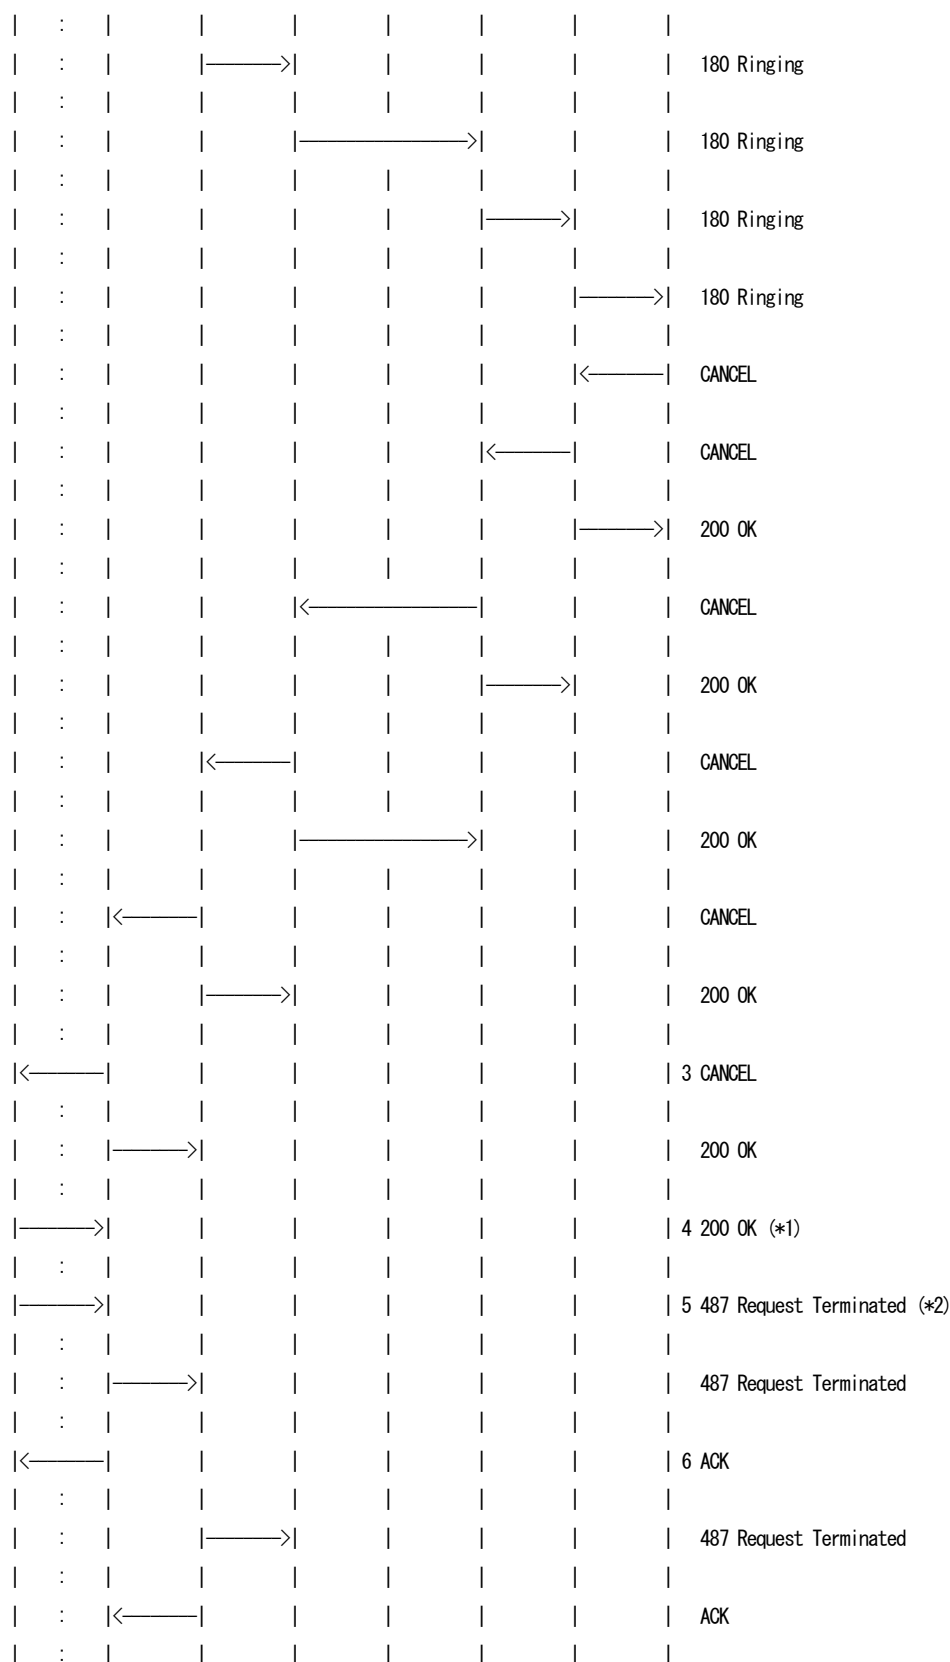 180 Ringing
180 Ringing
180 Ringing
180 Ringing
CANCEL
CANCEL
200 OK
CANCEL
200 OK
CANCEL
200 OK
CANCEL
200 OK
3 CANCEL
200 OK
4 200 OK (*1)
5 487 Request Terminated (*2)
487 Request Terminated
6 ACK
487 Request Terminated
ACK